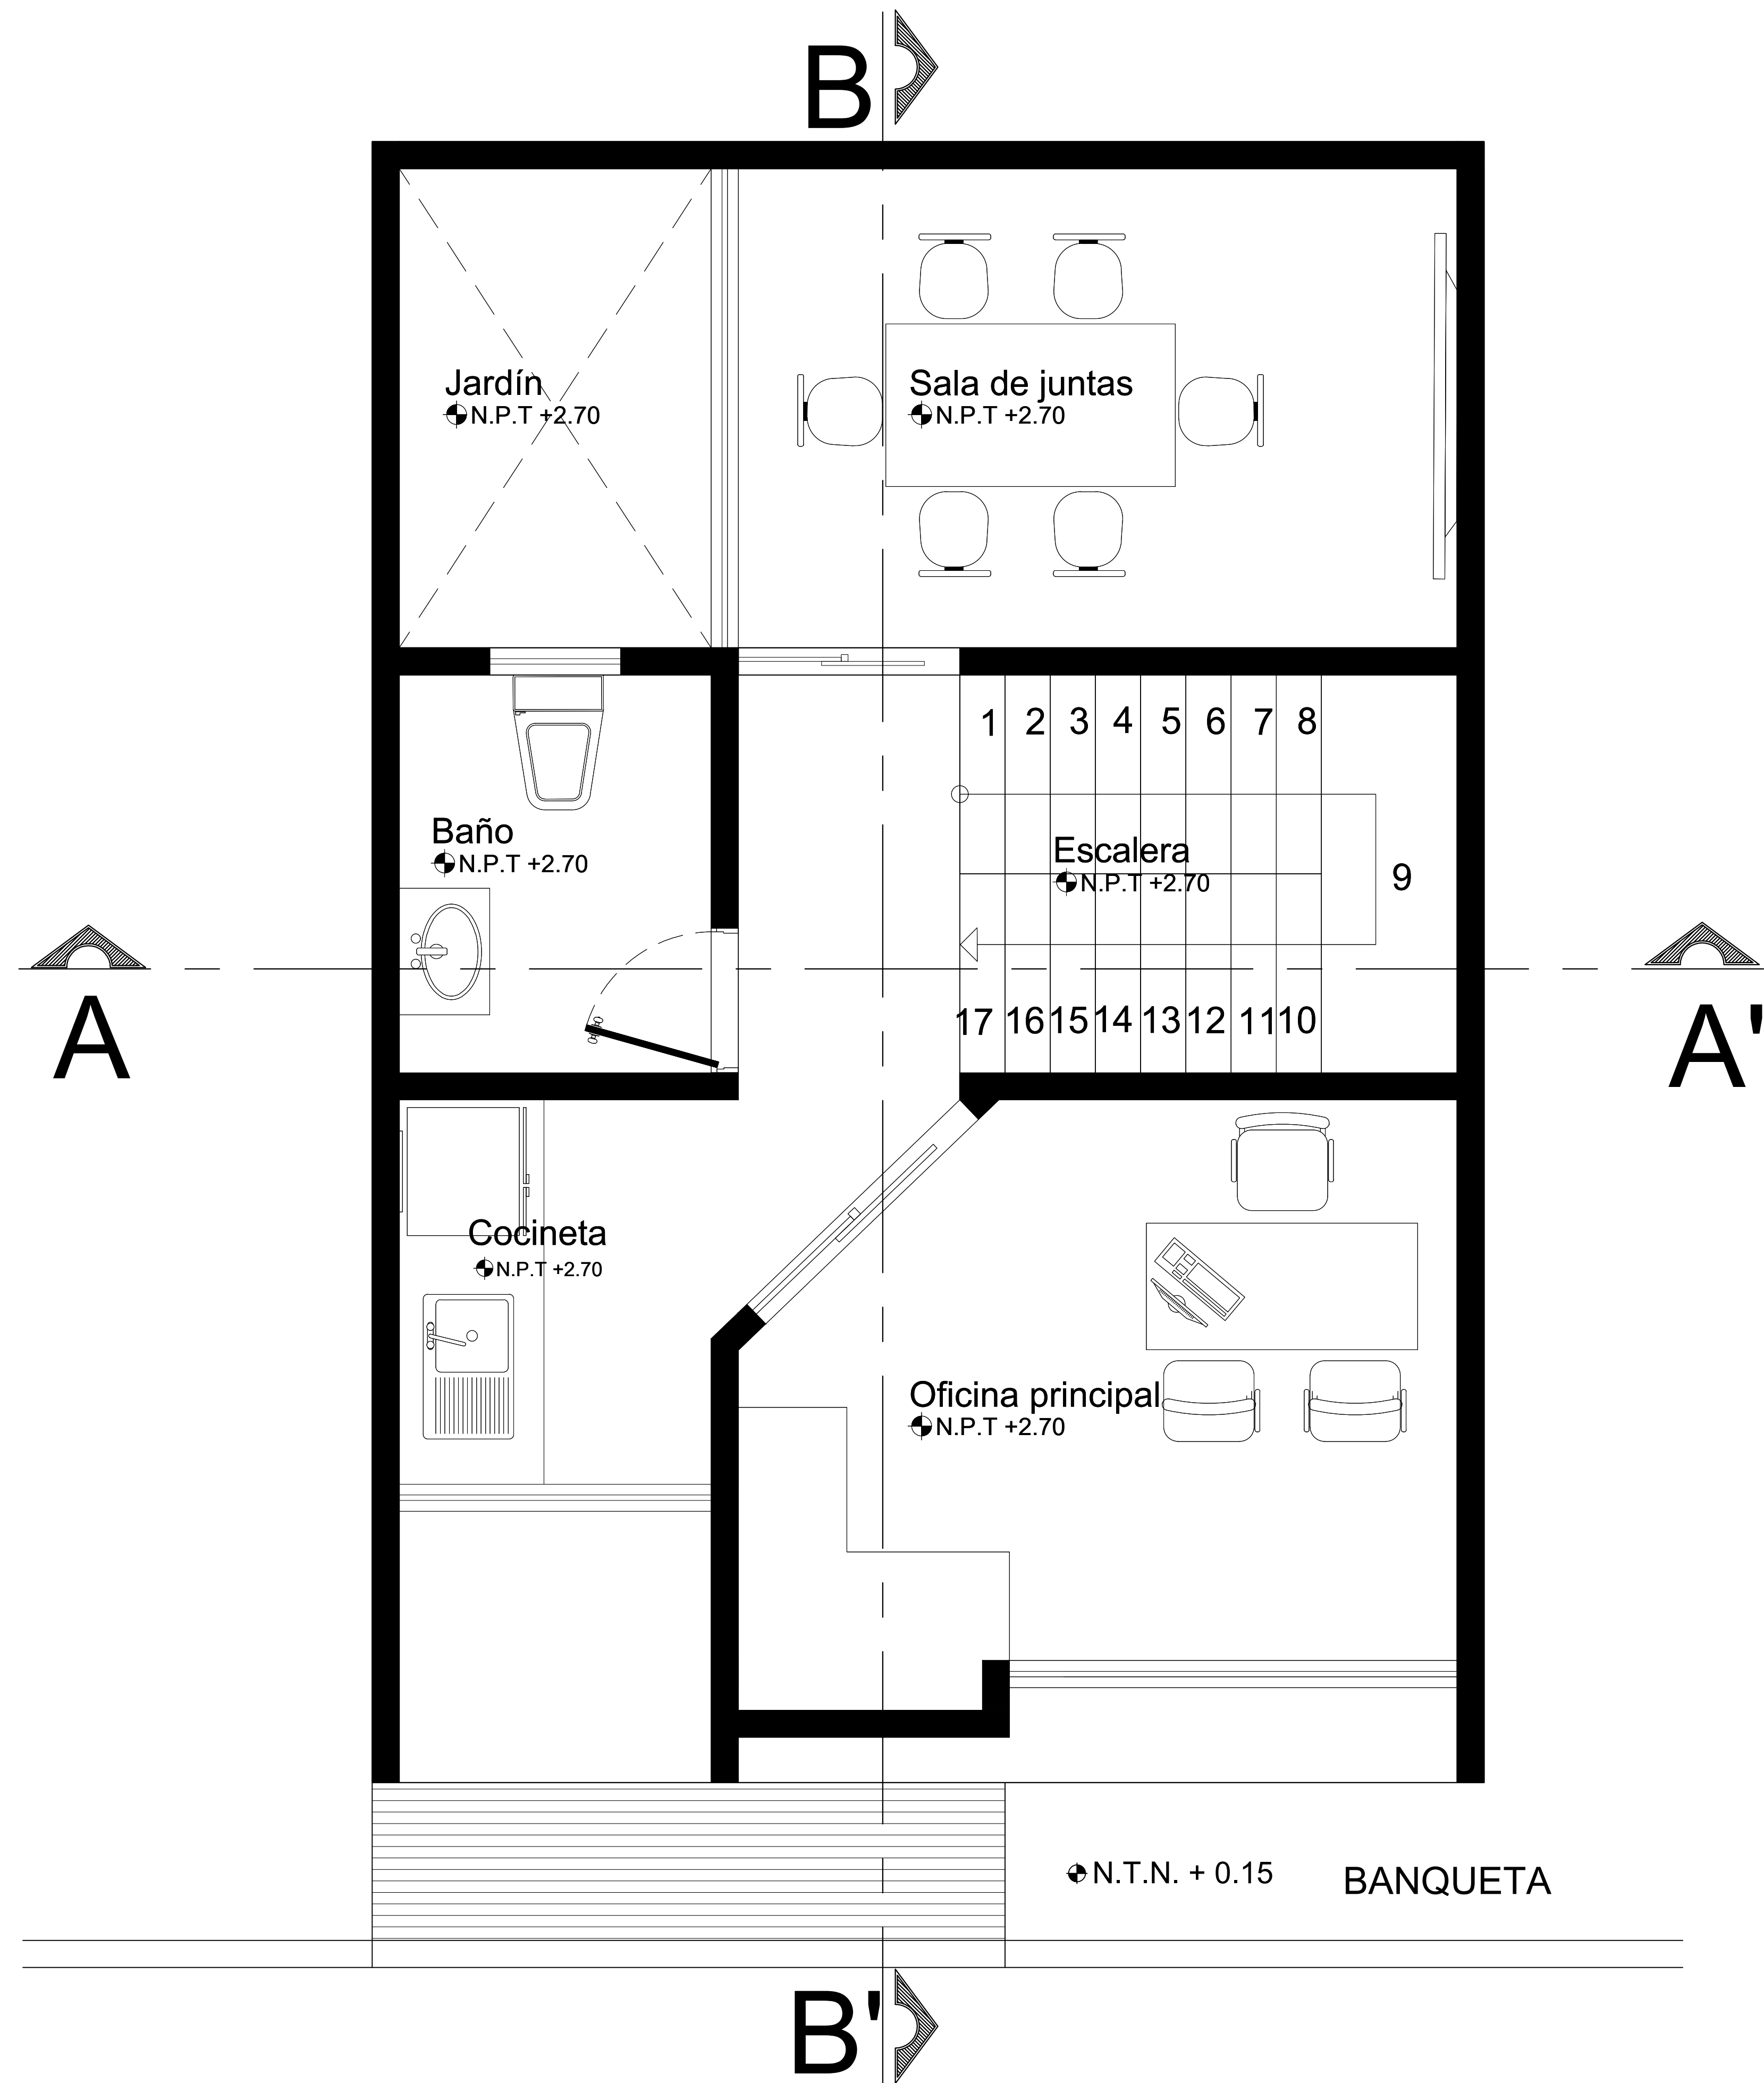 B
Jardín
N.P.T +2.70
Sala de juntas
N.P.T +2.70
1 2 3 4 5 6 7 8
Baño
N.P.T +2.70
Escalera
N.P.T +2.70
9
17 16 15 14 13 12 11 10
A
A'
Cocineta
N.P.T +2.70
Oficina principal
N.P.T +2.70
N.T.N. + 0.15
BANQUETA
B'